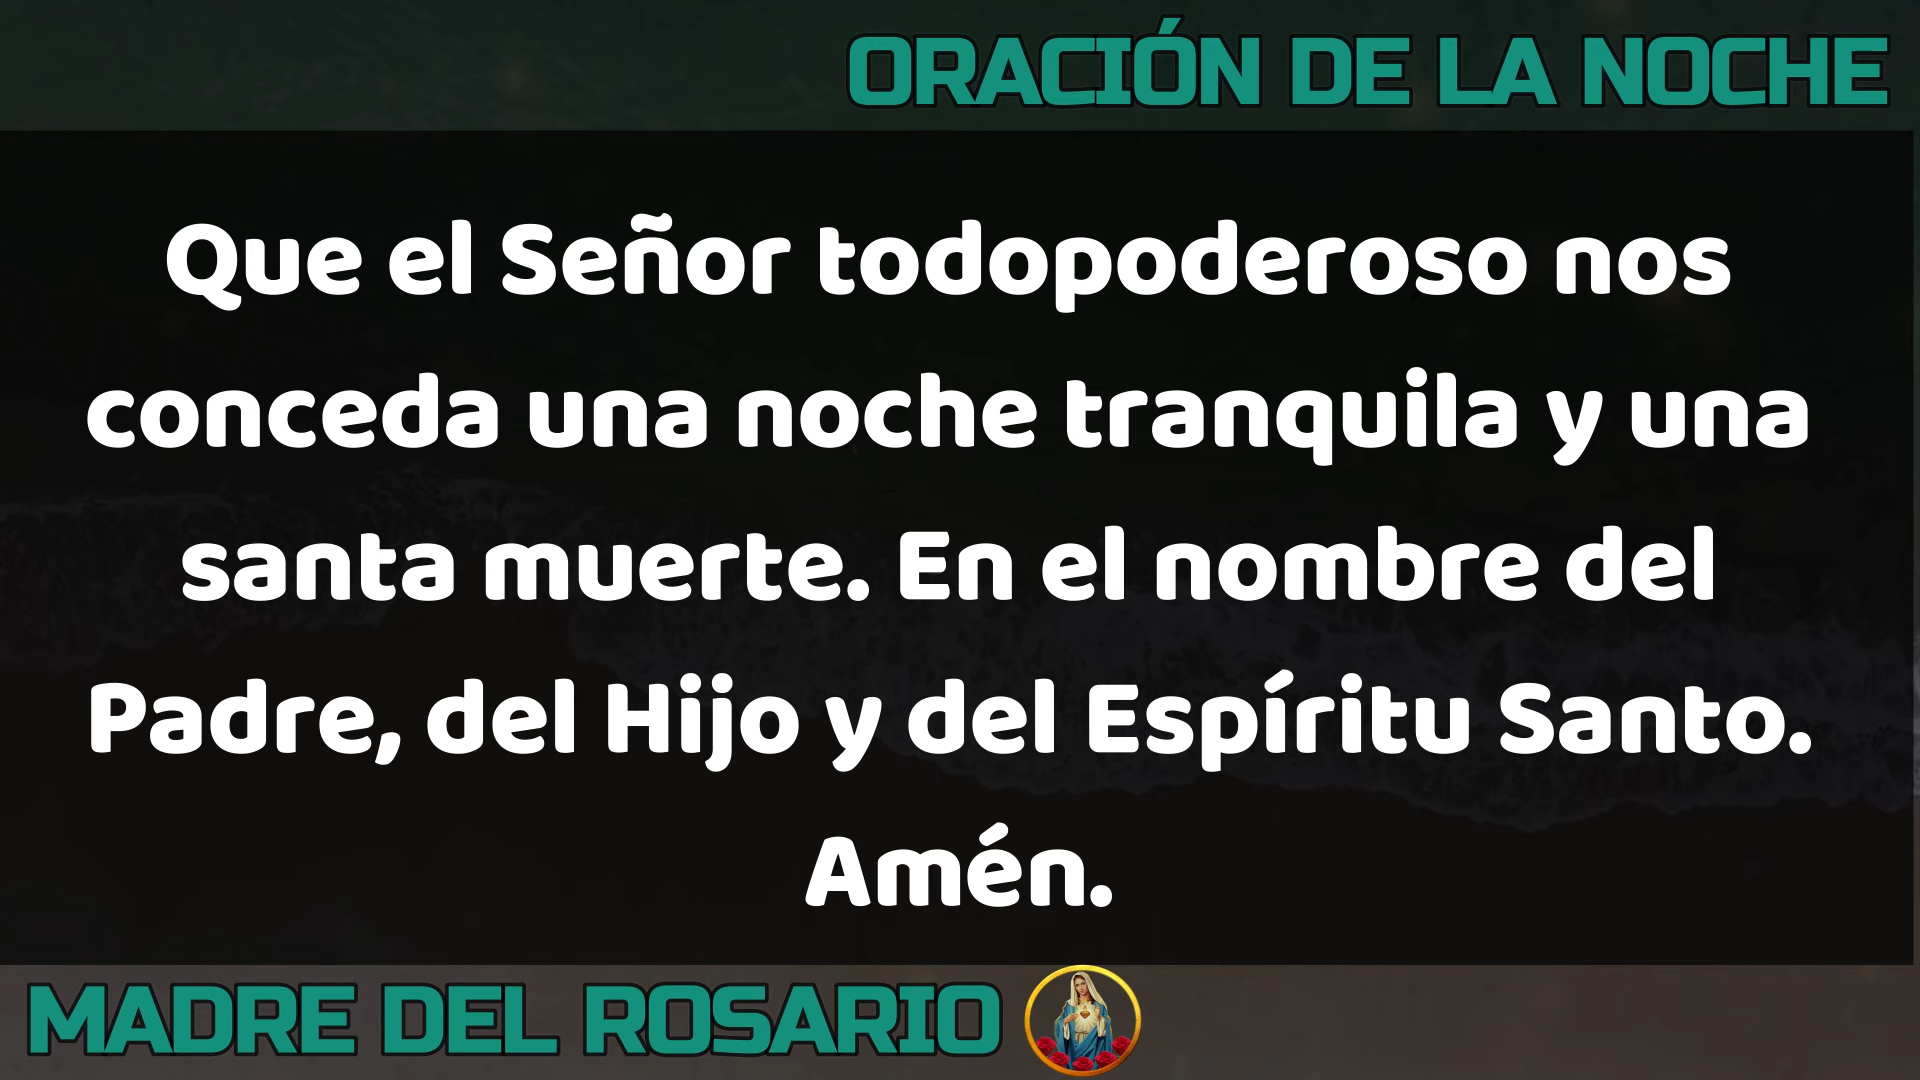 ORACIÓN DE LA NOCHE
Que el Señor todopoderoso nos
conceda una noche tranquila y una
santa muerte. En el nombre del
Padre, del Hijo y del Espíritu Santo.
Amén.
MADRE DEL ROSARIO